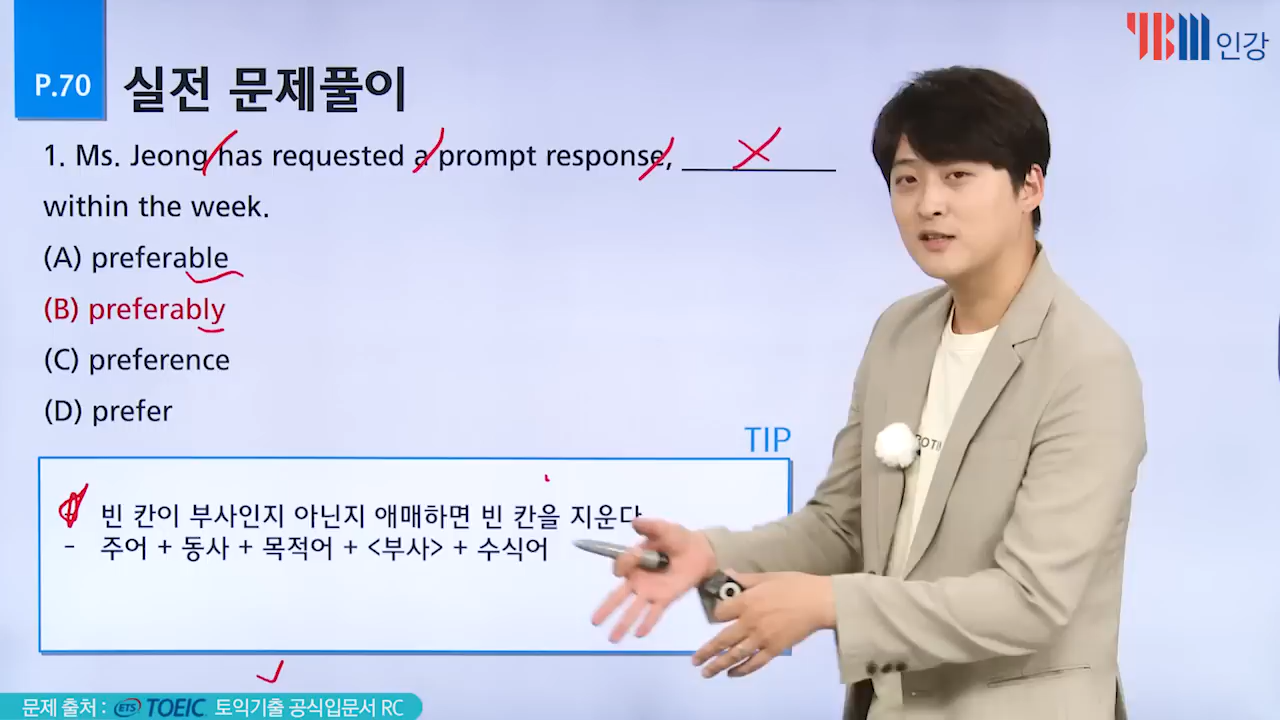 P.70
실전 문제풀이
YBM 인강
1. Ms. Jeong has requested a prompt response, ________
within the week.
(A) preferable
(B) preferably
(C) preference
(D) prefer
TIP
빈 칸이 부사인지 아닌지 애매하면 빈 칸을 지운다
- 주어 + 동사 + 목적어 + <부사> + 수식어
문제 출처 : ETS TOEIC 토익기출 공식입문서 RC